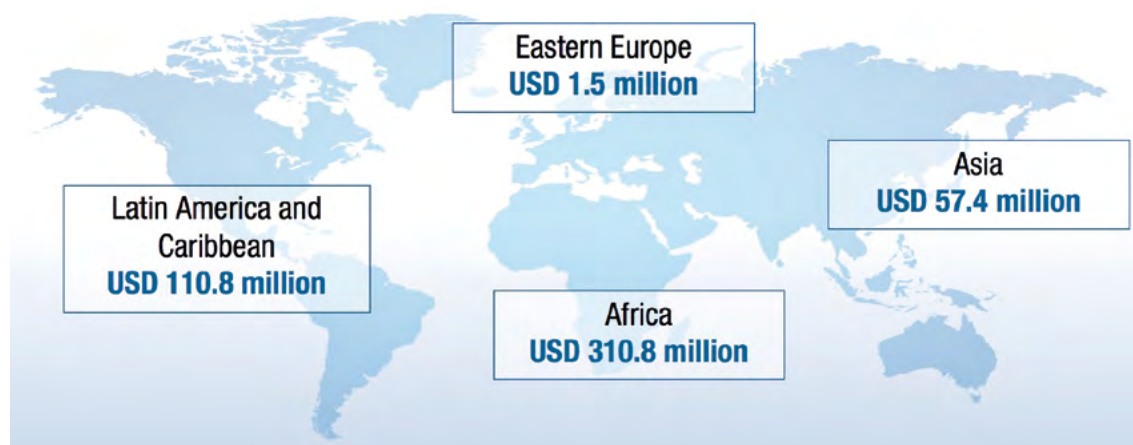 Eastern Europe
USD 1.5 million
Asia
USD 57.4 million
Latin America and
Caribbean
USD 110.8 million
Africa
USD 310.8 million